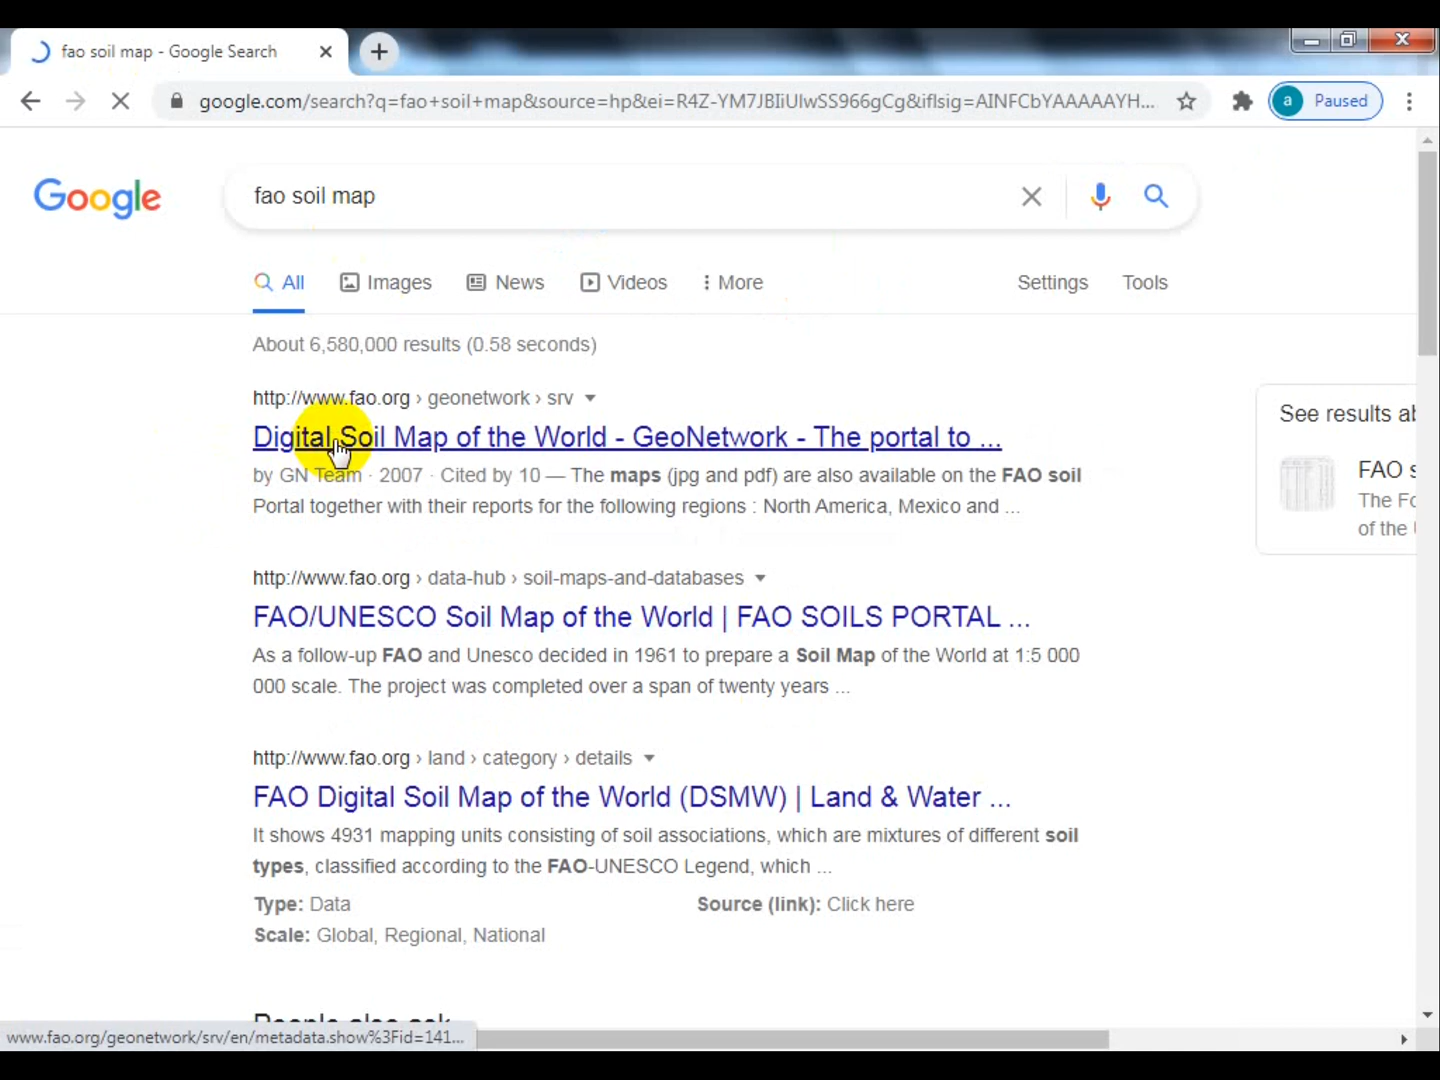 fao soil map - Google Search
google.com/search?q=fao+soil+map&source=hp&ei=R4Z-YM7JBIiUlwSS966gCg&iflsig=AINFCbYAAAAAYH...
a Paused
Google
fao soil map
All Images News Videos More Settings Tools
About 6,580,000 results (0.58 seconds)
http://www.fao.org › geonetwork › srv
Digital Soil Map of the World - GeoNetwork - The portal to ...
by GN Team · 2007 · Cited by 10 — The maps (jpg and pdf) are also available on the FAO soil
Portal together with their reports for the following regions : North America, Mexico and ...
See results ab
FAO s
The Fo
of the
http://www.fao.org › data-hub › soil-maps-and-databases
FAO/UNESCO Soil Map of the World | FAO SOILS PORTAL ...
As a follow-up FAO and Unesco decided in 1961 to prepare a Soil Map of the World at 1:5 000
000 scale. The project was completed over a span of twenty years ...
http://www.fao.org › land › category › details
FAO Digital Soil Map of the World (DSMW) | Land & Water ...
It shows 4931 mapping units consisting of soil associations, which are mixtures of different soil
types, classified according to the FAO-UNESCO Legend, which ...
Type: Data Source (link): Click here
Scale: Global, Regional, National
People also ask
www.fao.org/geonetwork/srv/en/metadata.show%3Fid=141...